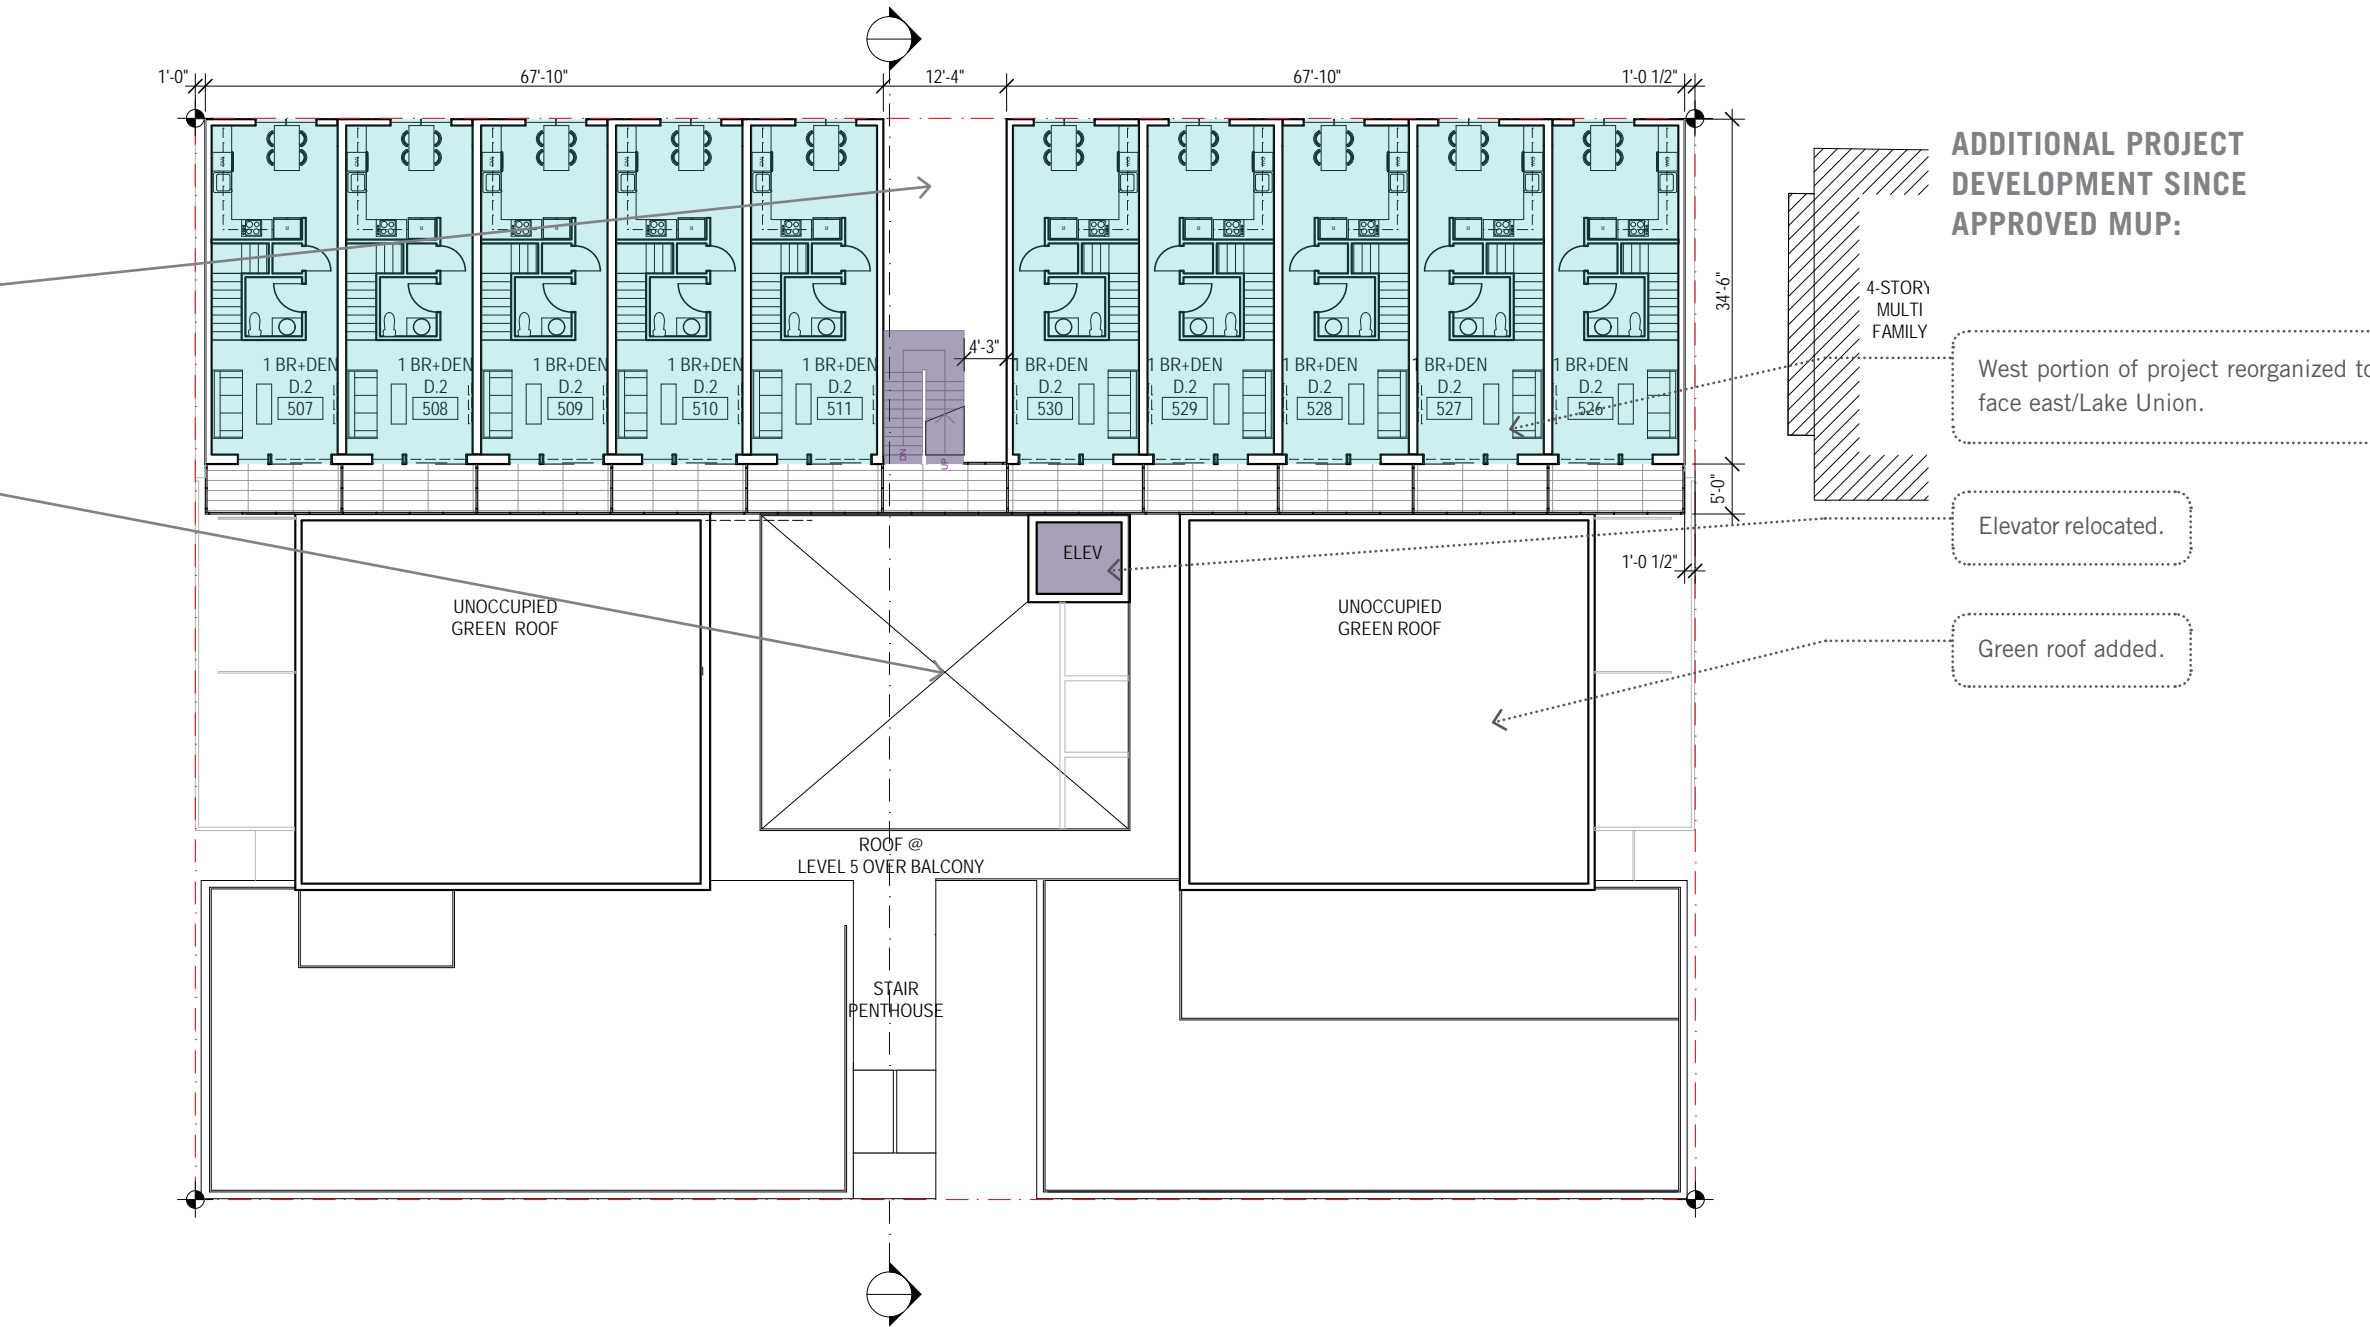 1'-0"
67'-10"
12'-4"
67'-10"
1'-0 1/2"
ADDITIONAL PROJECT
DEVELOPMENT SINCE
APPROVED MUP:
34'-6"
4-STORY
MULTI
FAMILY
4'-3"
1 BR+DEN
D.2
507
1 BR+DEN
D.2
508
1 BR+DEN
D.2
509
1 BR+DEN
D.2
510
1 BR+DEN
D.2
511
1 BR+DEN
D.2
530
1 BR+DEN
D.2
529
1 BR+DEN
D.2
528
1 BR+DEN
D.2
527
1 BR+DEN
D.2
526
West portion of project reorganized to
face east/Lake Union.
DN
UP
5'-0"
Elevator relocated.
ELEV
1'-0 1/2"
UNOCCUPIED
GREEN ROOF
UNOCCUPIED
GREEN ROOF
Green roof added.
ROOF @
LEVEL 5 OVER BALCONY
STAIR
PENTHOUSE